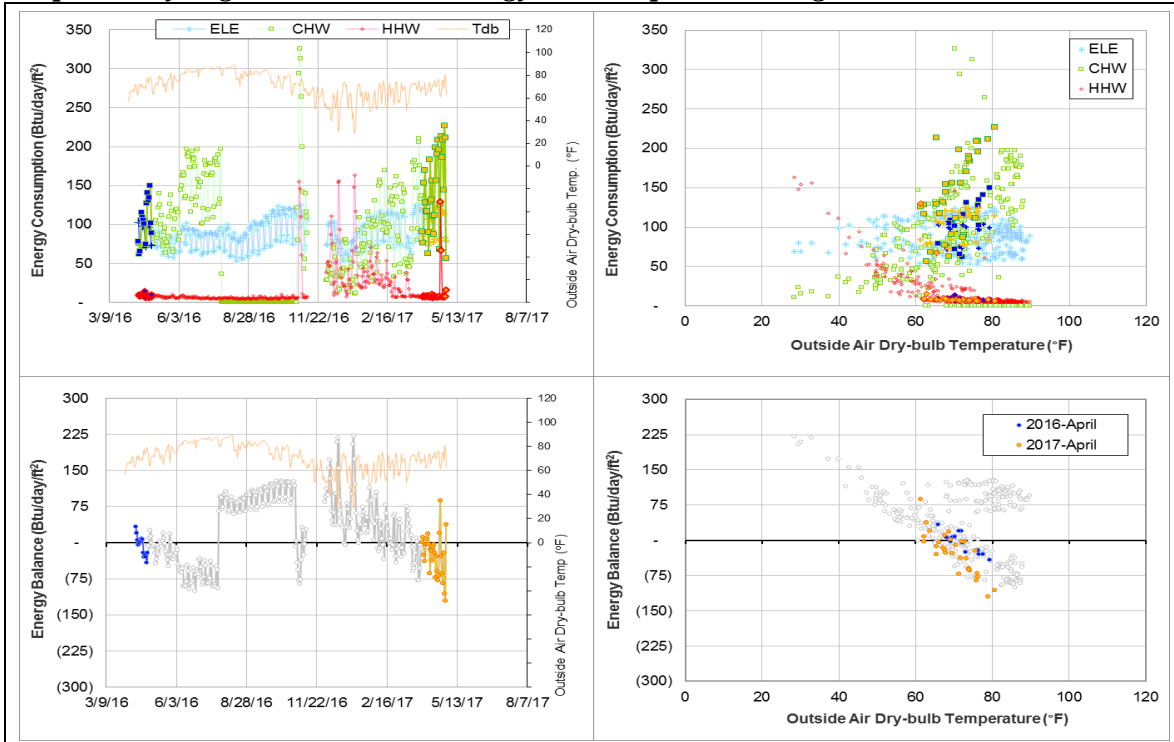 ELE CHW HHW Tdb
Energy Consumption (Btu/day/ft²)
350
300
250
200
150
100
50
-
3/9/16 6/3/16 8/28/16 11/22/16 2/16/17 5/13/17 8/7/17
120
100
80
60
40
20
0
Outside Air Dry-bulb Temp. (°F)
ELE
CHW
HHW
Energy Consumption (Btu/day/ft²)
350
300
250
200
150
100
50
-
0 20 40 60 80 100 120
Outside Air Dry-bulb Temperature (°F)
Energy Balance (Btu/day/ft²)
300
225
150
75
-
(75)
(150)
(225)
(300)
3/9/16 6/3/16 8/28/16 11/22/16 2/16/17 5/13/17 8/7/17
120
100
80
60
40
20
0
Outside Air Dry-bulb Temp (°F)
2016-April
2017-April
Energy Balance (Btu/day/ft²)
300
225
150
75
-
(75)
(150)
(225)
(300)
0 20 40 60 80 100 120
Outside Air Dry-bulb Temperature (°F)